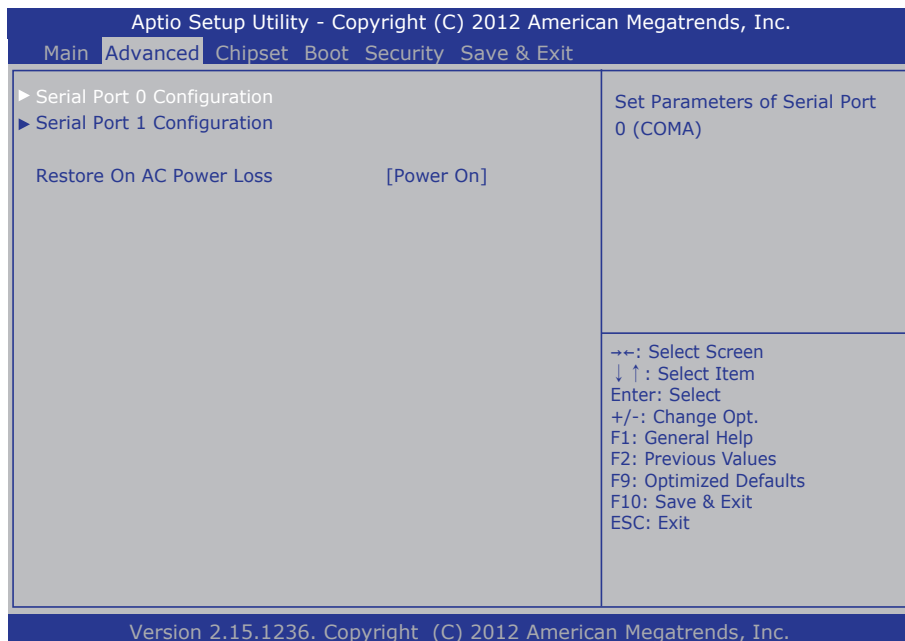 Aptio Setup Utility - Copyright (C) 2012 American Megatrends, Inc.
Main Advanced Chipset Boot Security Save & Exit
► Serial Port 0 Configuration
► Serial Port 1 Configuration
Restore On AC Power Loss [Power On]
Set Parameters of Serial Port
0 (COMA)
→←: Select Screen
↓↑: Select Item
Enter: Select
+/-: Change Opt.
F1: General Help
F2: Previous Values
F9: Optimized Defaults
F10: Save & Exit
ESC: Exit
Version 2.15.1236. Copyright (C) 2012 American Megatrends, Inc.